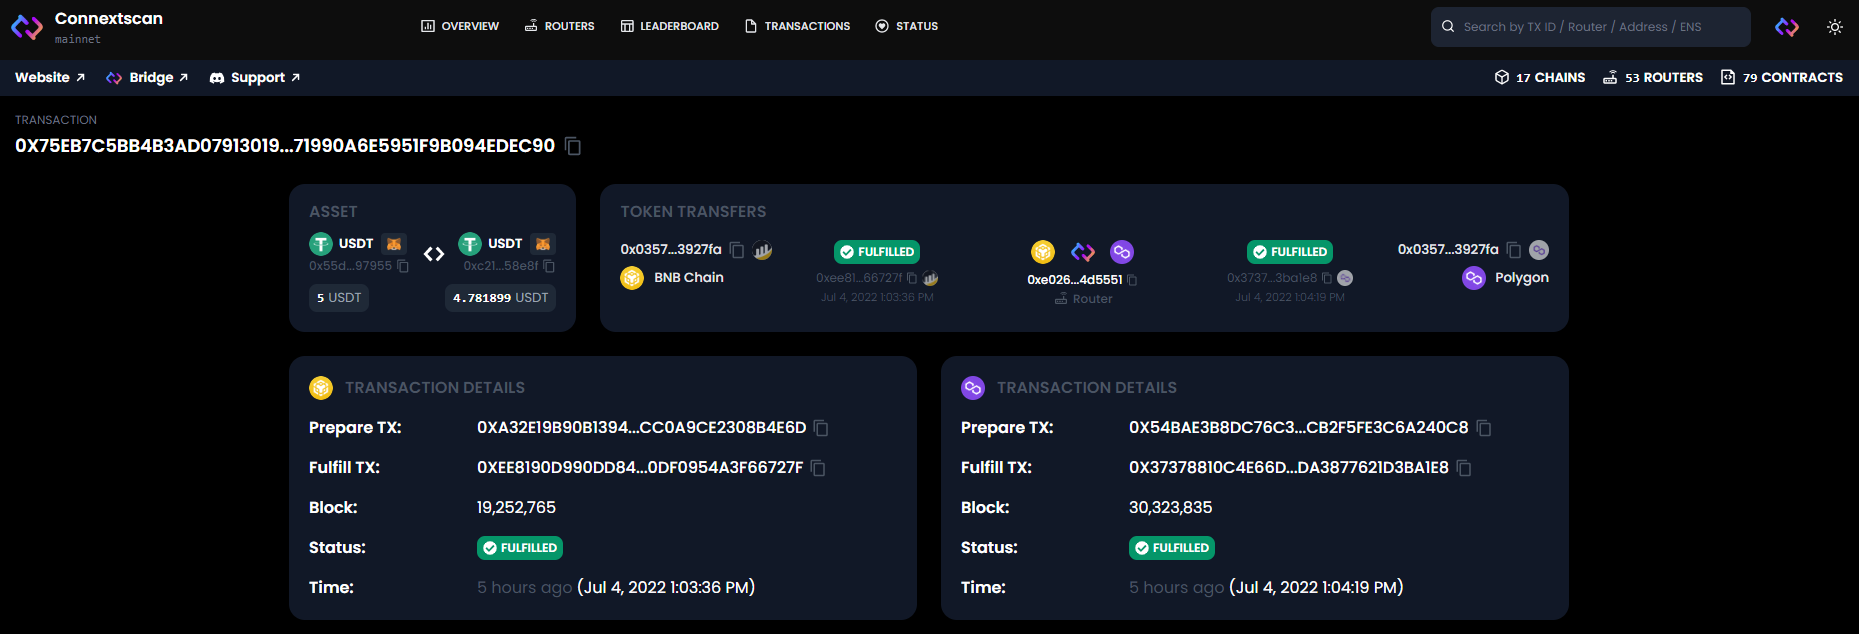 Connextscan
mainnet
OVERVIEW ROUTERS LEADERBOARD TRANSACTIONS STATUS
Search by TX ID / Router / Address / ENS
Website Bridge Support
17 CHAINS 53 ROUTERS 79 CONTRACTS
TRANSACTION
0X75EB7C5BB4B3AD07913019...71990A6E5951F9B094EDEC90
ASSET
USDT USDT
0x55d...97955 0xc21...58e8f
5 USDT 4.781899 USDT
TOKEN TRANSFERS
0x0357...3927fa
BNB Chain
FULFILLED
0xee81...66727f
Jul 4, 2022 1:03:36 PM
0xe026...4d5551
Router
FULFILLED
0x3737...3ba1e8
Jul 4, 2022 1:04:19 PM
0x0357...3927fa
Polygon
TRANSACTION DETAILS
Prepare TX: 0XA32E19B90B1394...CC0A9CE2308B4E6D
Fulfill TX: 0XEE8190D990DD84...0DF0954A3F66727F
Block: 19,252,765
Status: FULFILLED
Time: 5 hours ago (Jul 4, 2022 1:03:36 PM)
TRANSACTION DETAILS
Prepare TX: 0X54BAE3B8DC76C3...CB2F5FE3C6A240C8
Fulfill TX: 0X37378810C4E66D...DA3877621D3BA1E8
Block: 30,323,835
Status: FULFILLED
Time: 5 hours ago (Jul 4, 2022 1:04:19 PM)